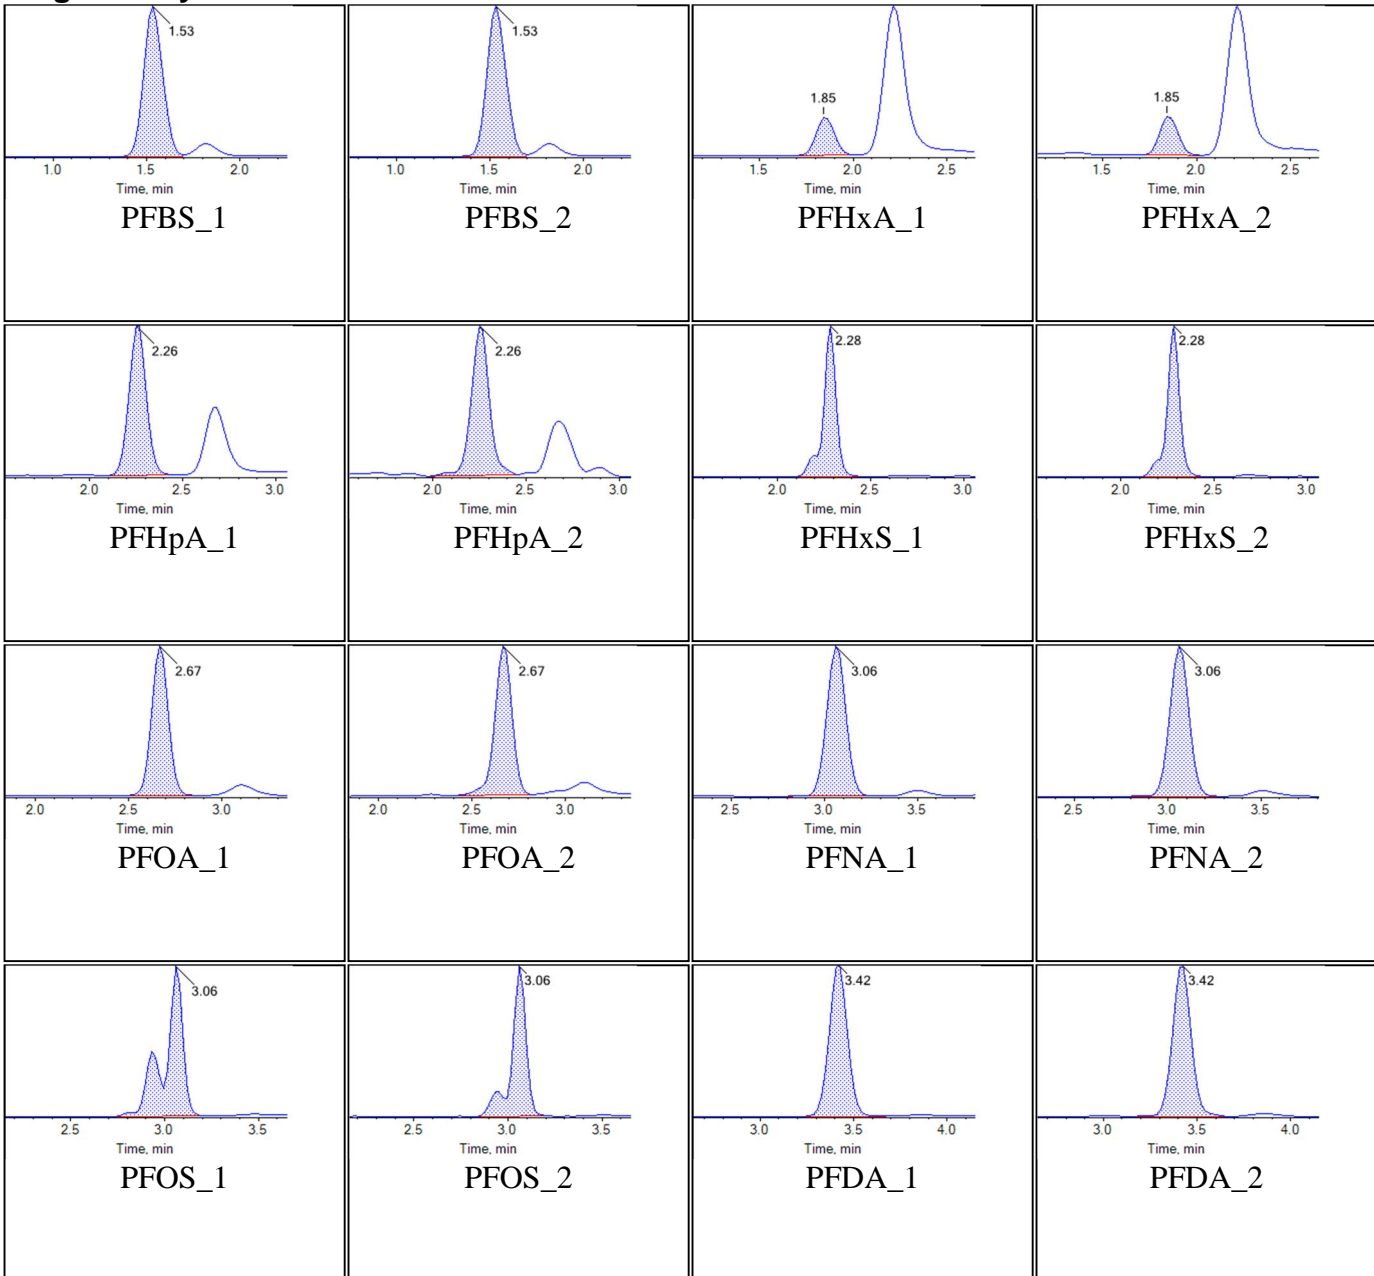 1.53
1.0 1.5 2.0
Time, min
PFBS_1
1.53
1.0 1.5 2.0
Time, min
PFBS_2
1.85
1.5 2.0 2.5
Time, min
PFHxA_1
1.85
1.5 2.0 2.5
Time, min
PFHxA_2
2.26
2.0 2.5 3.0
Time, min
PFHpA_1
2.26
2.0 2.5 3.0
Time, min
PFHpA_2
2.28
2.0 2.5 3.0
Time, min
PFHxS_1
2.28
2.0 2.5 3.0
Time, min
PFHxS_2
2.67
2.0 2.5 3.0
Time, min
PFOA_1
2.67
2.0 2.5 3.0
Time, min
PFOA_2
3.06
2.5 3.0 3.5
Time, min
PFNA_1
3.06
2.5 3.0 3.5
Time, min
PFNA_2
3.06
2.5 3.0 3.5
Time, min
PFOS_1
3.06
2.5 3.0 3.5
Time, min
PFOS_2
3.42
3.0 3.5 4.0
Time, min
PFDA_1
3.42
3.0 3.5 4.0
Time, min
PFDA_2